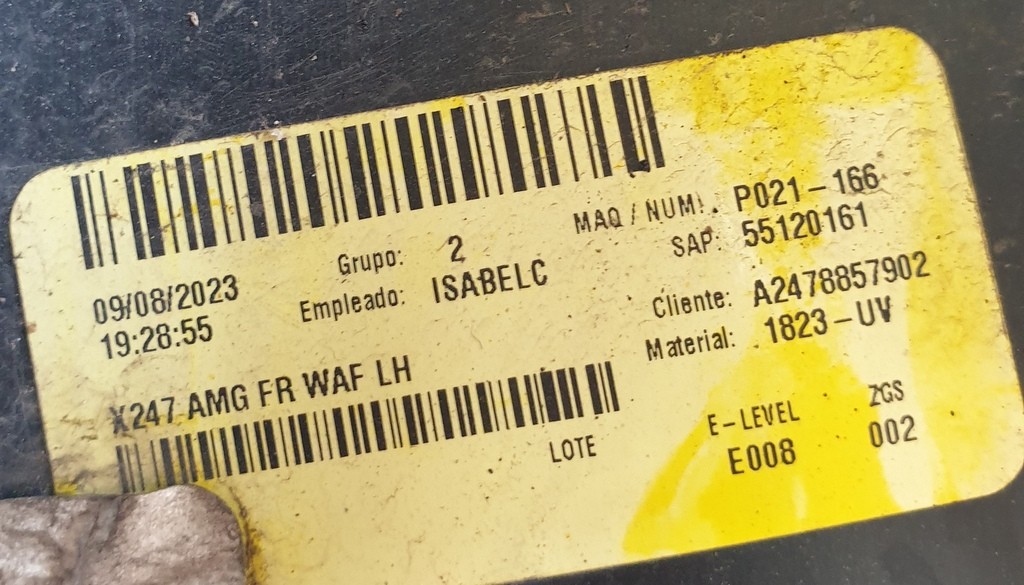 09/08/2023
19:28:55
Grupo: 2
Empleado: ISABELC
MAQ / NUM: P021-166
SAP: 55120161
Cliente: A2478857902
Material: 1823-UV
X247 AMG FR WAF LH
LOTE
E-LEVEL
E008
ZGS
002